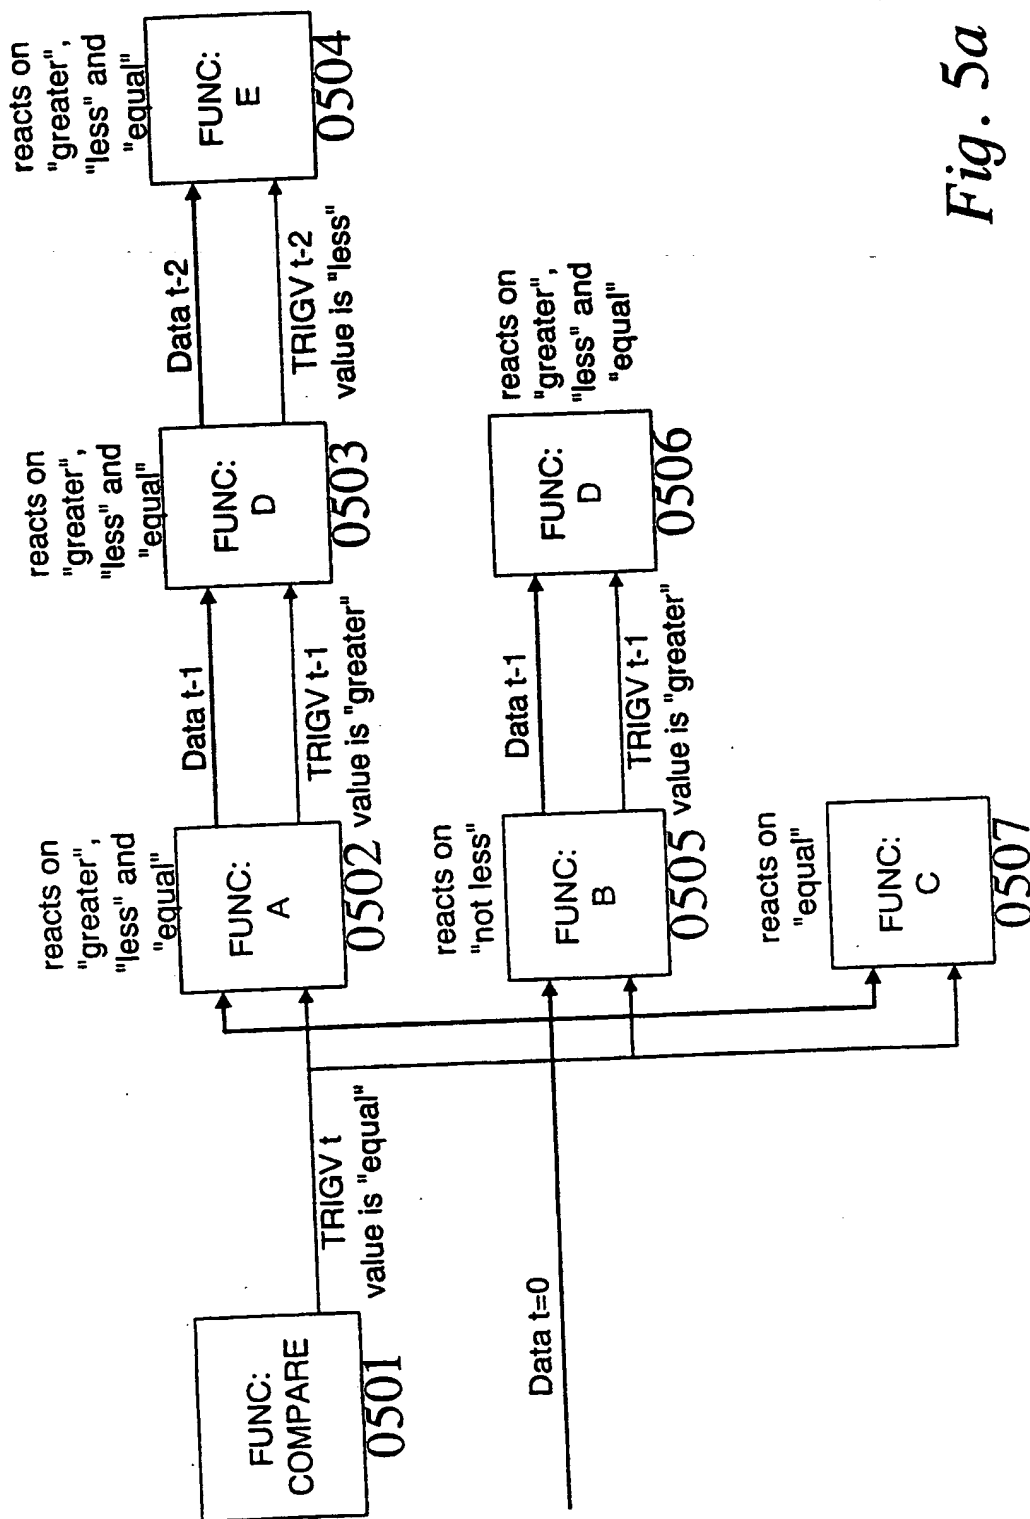 FUNC:
COMPARE
0501
TRIGV t
value is "equal"
Data t=0
reacts on
"greater",
"less" and
"equal"
FUNC:
A
0502
Data t-1
TRIGV t-1
value is "greater"
reacts on
"greater",
"less" and
"equal"
FUNC:
D
0503
Data t-2
TRIGV t-2
value is "less"
reacts on
"greater",
"less" and
"equal"
FUNC:
E
0504
reacts on
"not less"
FUNC:
B
0505
Data t-1
TRIGV t-1
value is "greater"
reacts on
"greater",
"less" and
"equal"
FUNC:
D
0506
reacts on
"equal"
FUNC:
C
0507
Fig. 5a